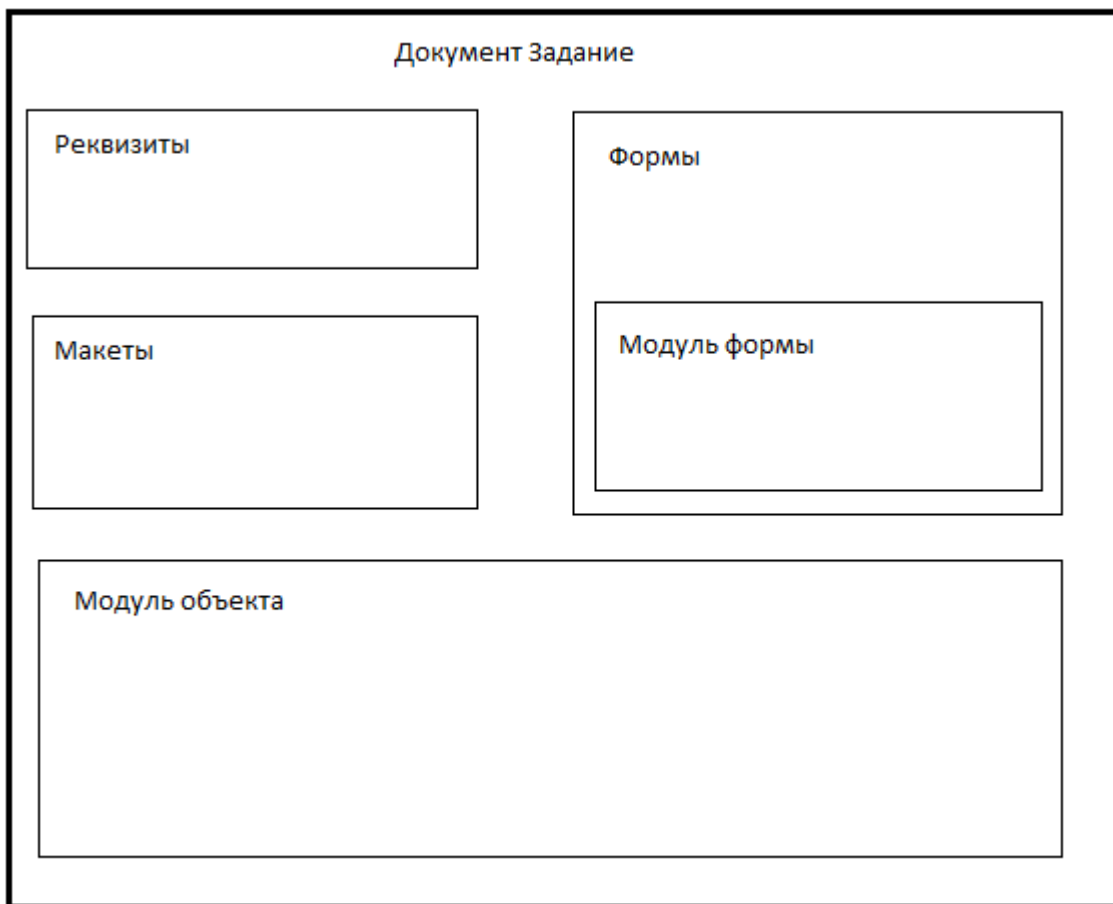 Документ Задание
Реквизиты
Формы
Макеты
Модуль формы
Модуль объекта